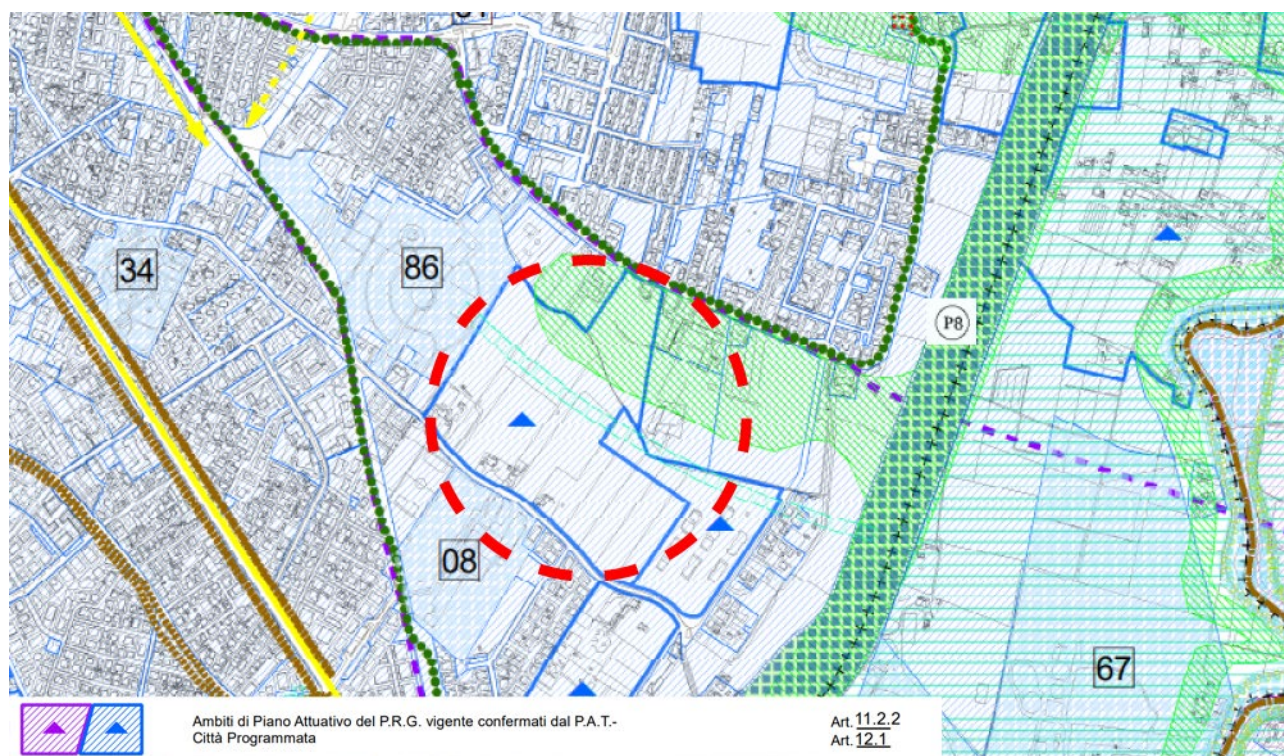 86
34
P8
08
67
Ambiti di Piano Attuativo del P.R.G. vigente confermati dal P.A.T.-
Città Programmata
Art. 11.2.2
Art. 12.1